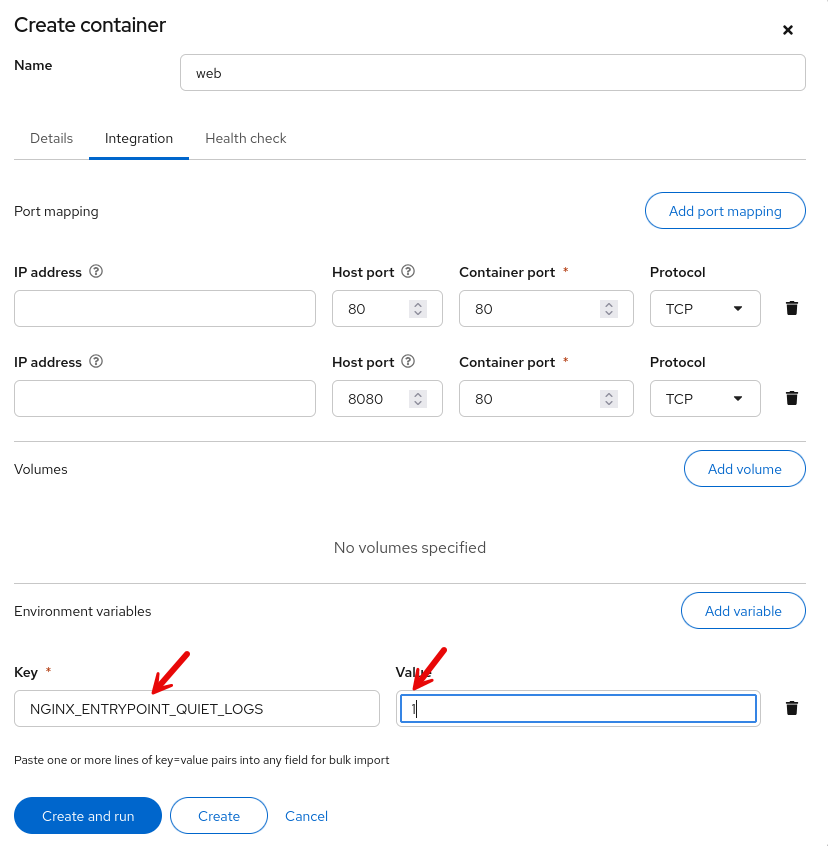 Create container
Name
web
Details Integration Health check
Port mapping
Add port mapping
IP address Host port Container port * Protocol
80 80 TCP
IP address Host port Container port * Protocol
8080 80 TCP
Volumes
Add volume
No volumes specified
Environment variables
Add variable
Key * Value
NGINX_ENTRYPOINT_QUIET_LOGS 1
Paste one or more lines of key=value pairs into any field for bulk import
Create and run Create Cancel